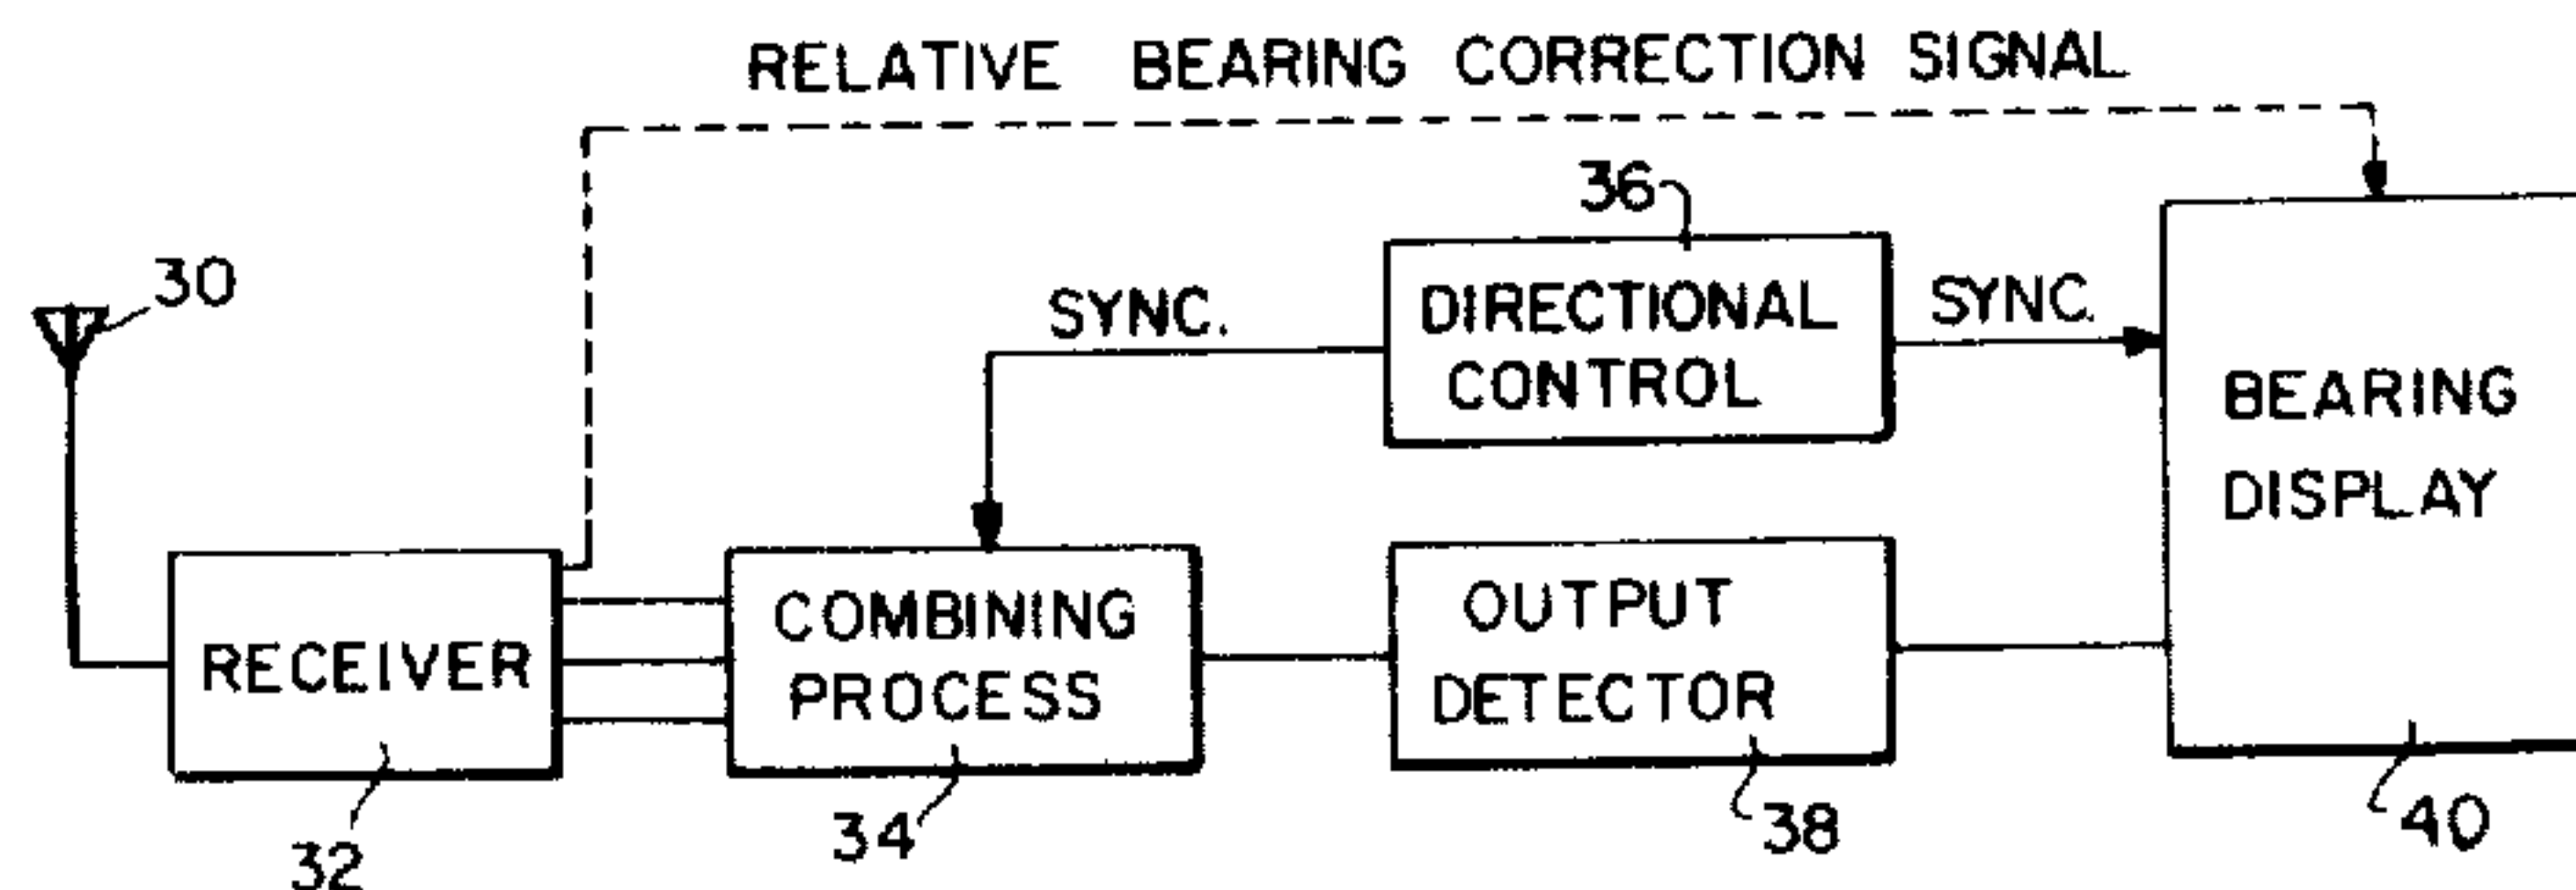 RELATIVE BEARING CORRECTION SIGNAL
36
30
SYNC.
DIRECTIONAL
CONTROL
SYNC.
BEARING
DISPLAY
RECEIVER
COMBINING
PROCESS
OUTPUT
DETECTOR
32
34
38
40